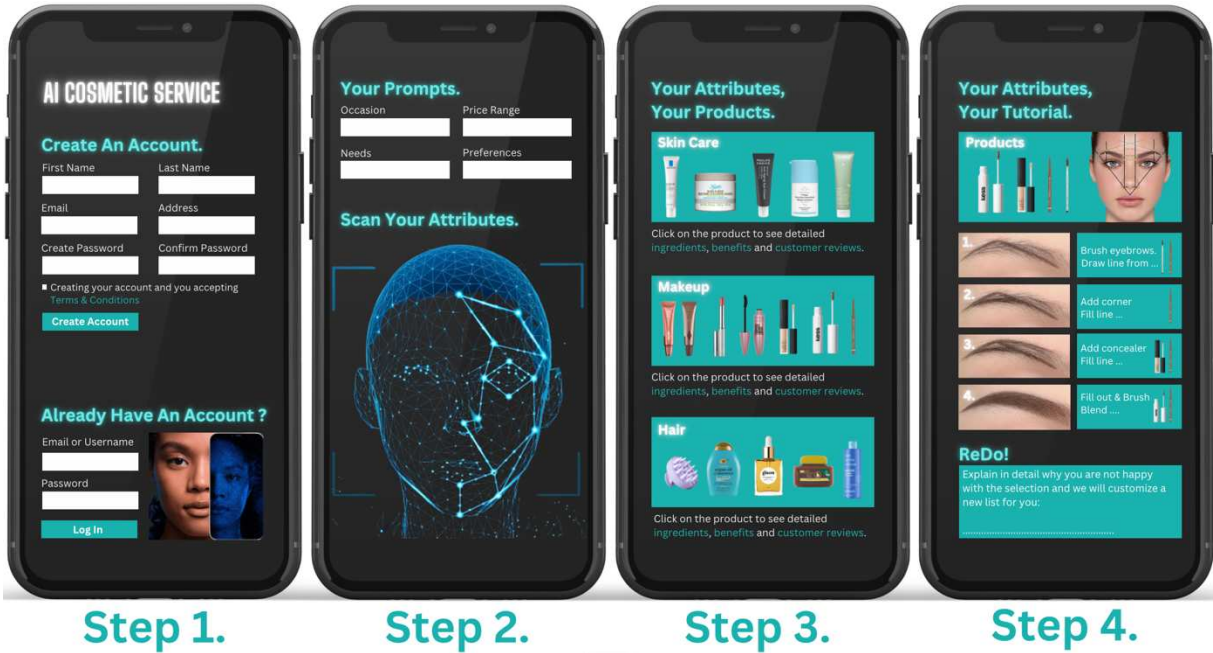 AI COSMETIC SERVICE
Create An Account.
First Name Last Name
Email Address
Create Password Confirm Password
Creating your account and you accepting
Terms & Conditions
Create Account
Already Have An Account ?
Email or Username
Password
Log In
Step 1.
Your Prompts.
Occasion Price Range
Needs Preferences
Scan Your Attributes.
Step 2.
Your Attributes,
Your Products.
Skin Care
Click on the product to see detailed
ingredients, benefits and customer reviews.
Makeup
Click on the product to see detailed
ingredients, benefits and customer reviews.
Hair
Click on the product to see detailed
ingredients, benefits and customer reviews.
Step 3.
Your Attributes,
Your Tutorial.
Products
1.
Brush eyebrows.
Draw line from ...
2.
Add corner
Fill line ...
3.
Add concealer
Fill line ...
4.
Fill out & Brush
Blend ....
ReDo!
Explain in detail why you are not happy
with the selection and we will customize a
new list for you:
Step 4.